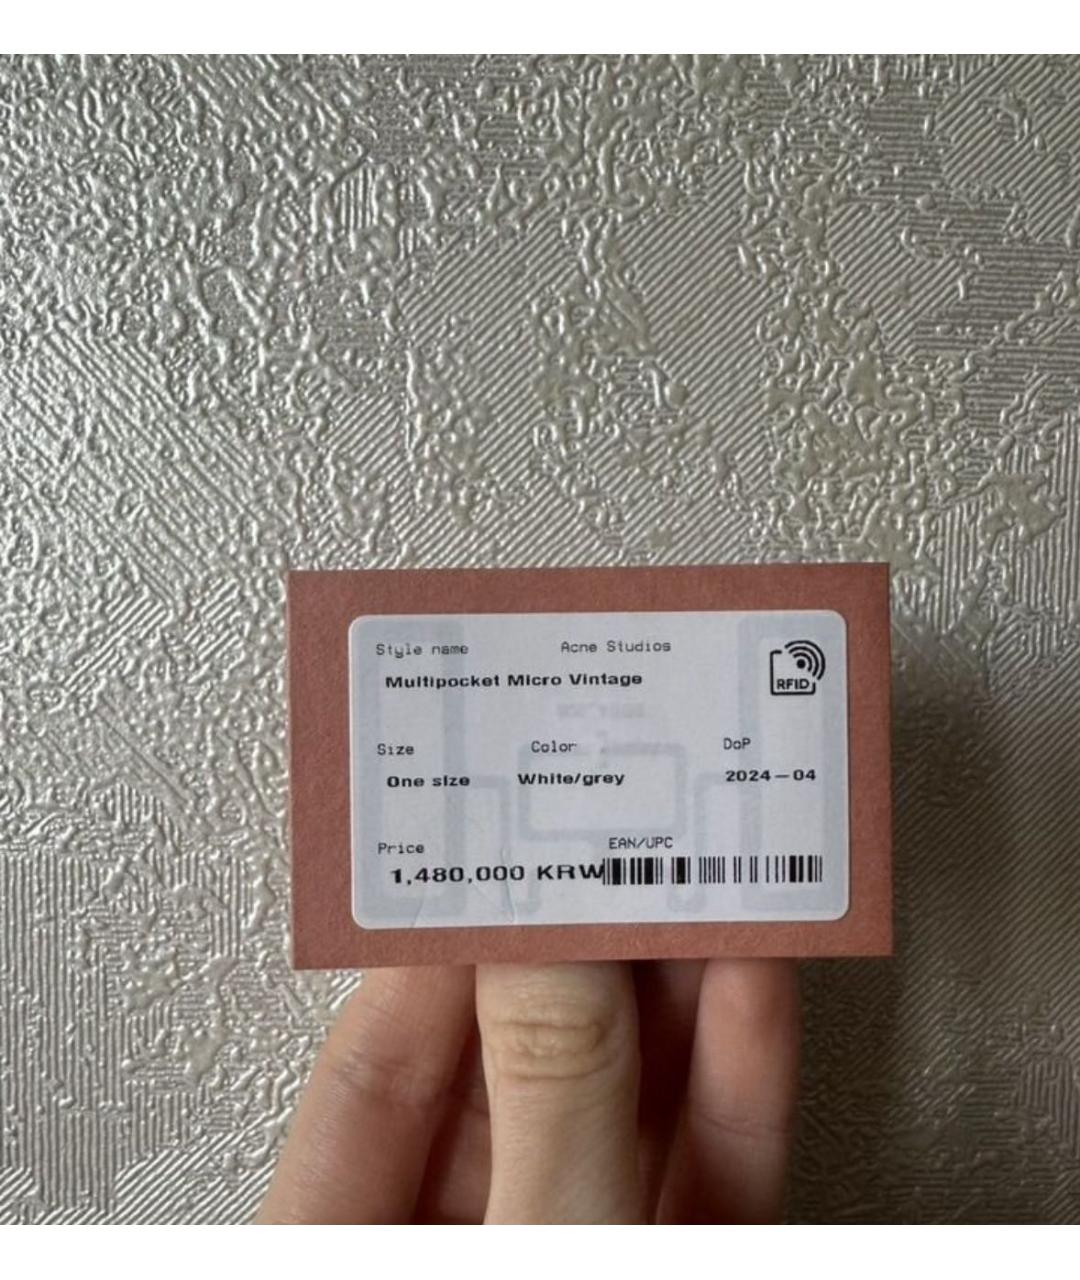 Style name Acne Studios
Multipocket Micro Vintage
RFID
Size Color DoP
One size White/grey 2024-04
Price EAN/UPC
1,480,000 KRW